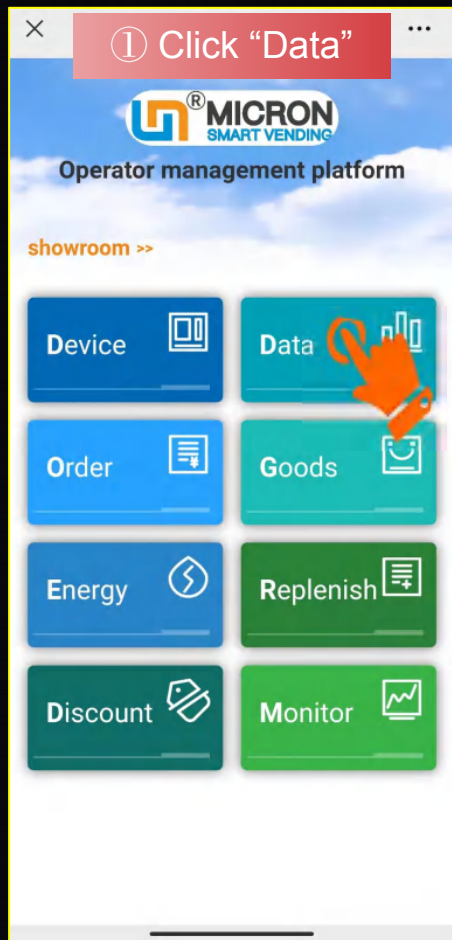 ① Click “Data”
® MICRON
SMART VENDING
Operator management platform
showroom >>
Device
Data
Order
Goods
Energy
Replenish
Discount
Monitor